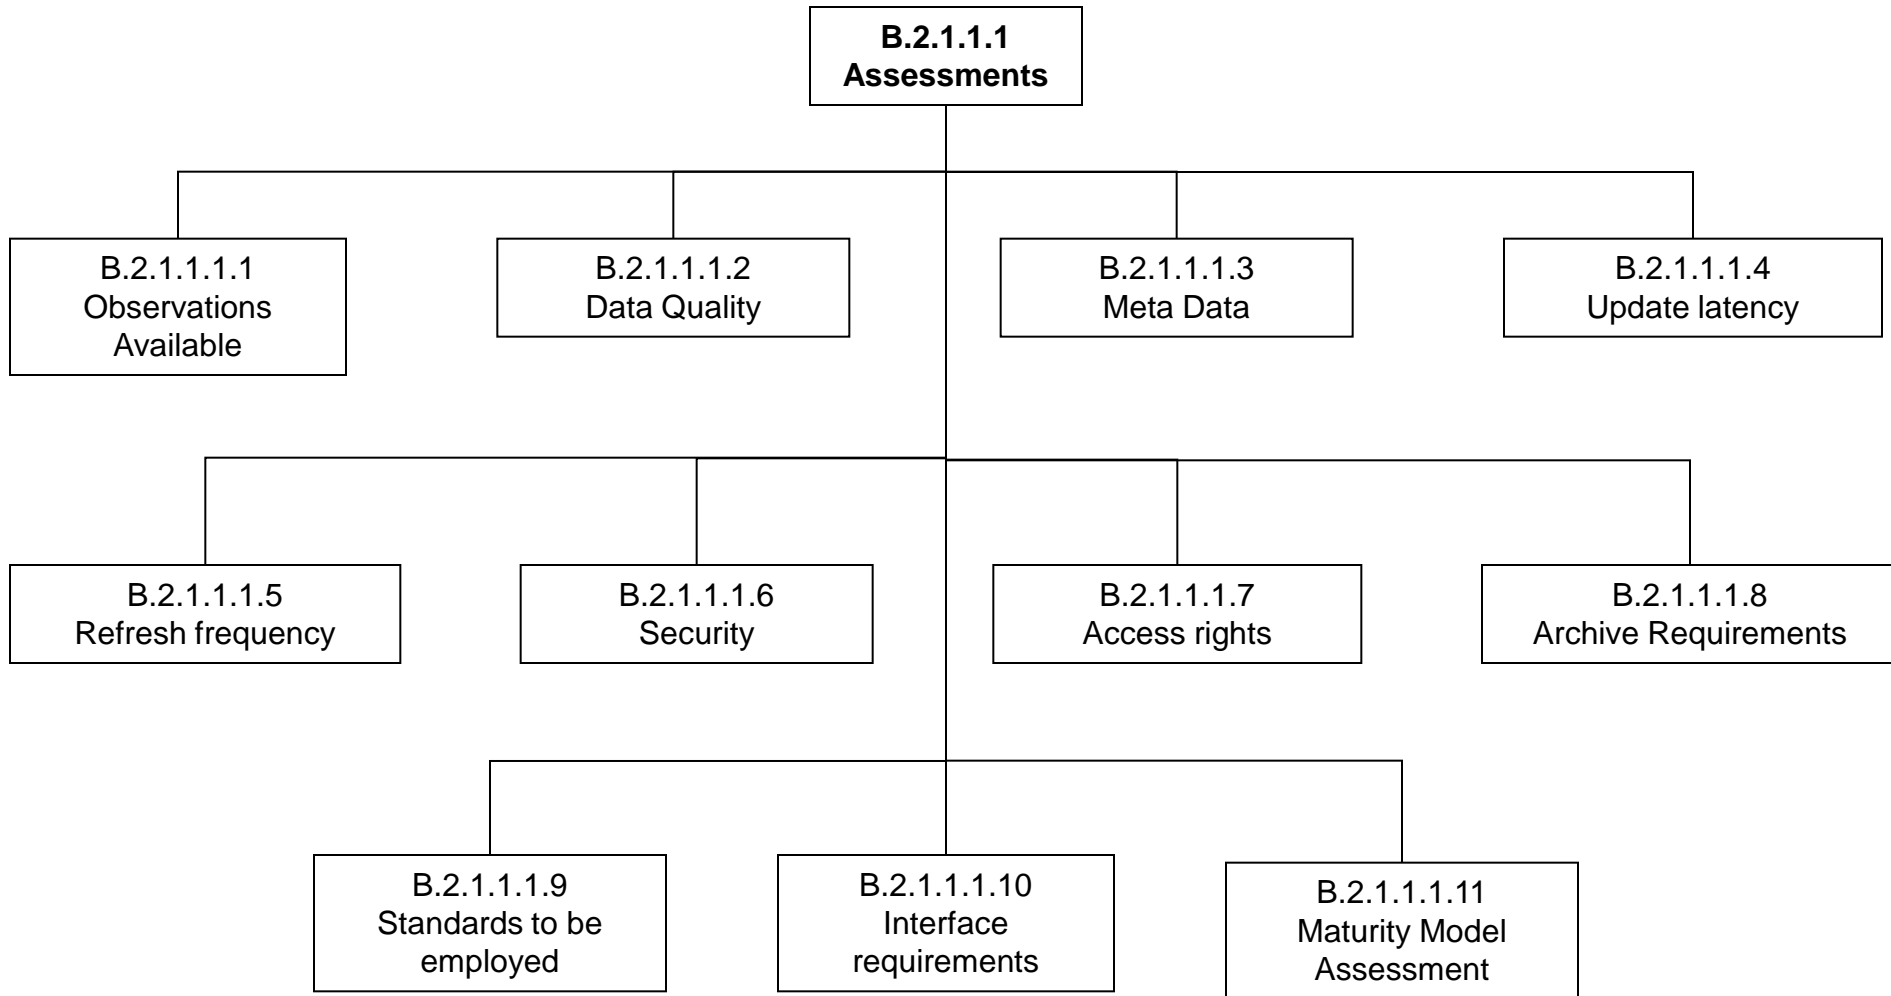 B.2.1.1.1
Assessments
B.2.1.1.1.1
Observations
Available
B.2.1.1.1.2
Data Quality
B.2.1.1.1.3
Meta Data
B.2.1.1.1.4
Update latency
B.2.1.1.1.5
Refresh frequency
B.2.1.1.1.6
Security
B.2.1.1.1.7
Access rights
B.2.1.1.1.8
Archive Requirements
B.2.1.1.1.9
Standards to be
employed
B.2.1.1.1.10
Interface
requirements
B.2.1.1.1.11
Maturity Model
Assessment